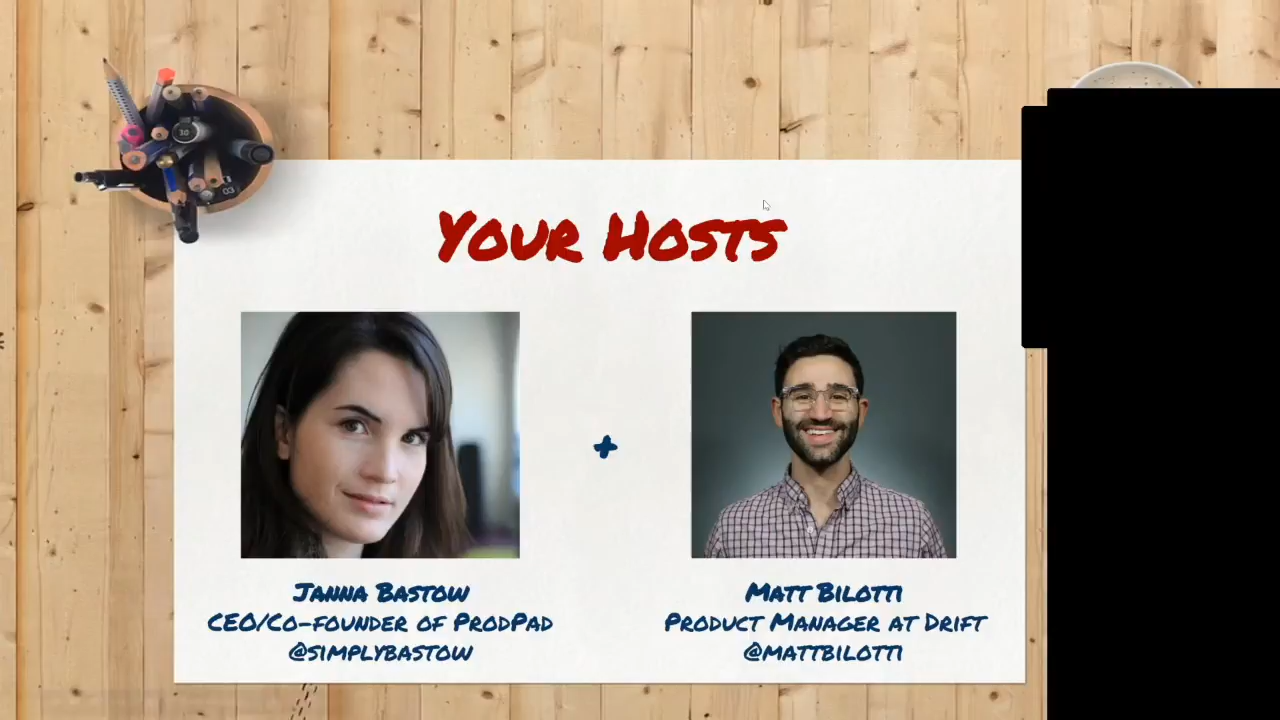 Your Hosts
Janna Bastow
CEO/Co-founder of ProdPad
@simplybastow
+
Matt Bilotti
Product Manager at Drift
@mattbilotti